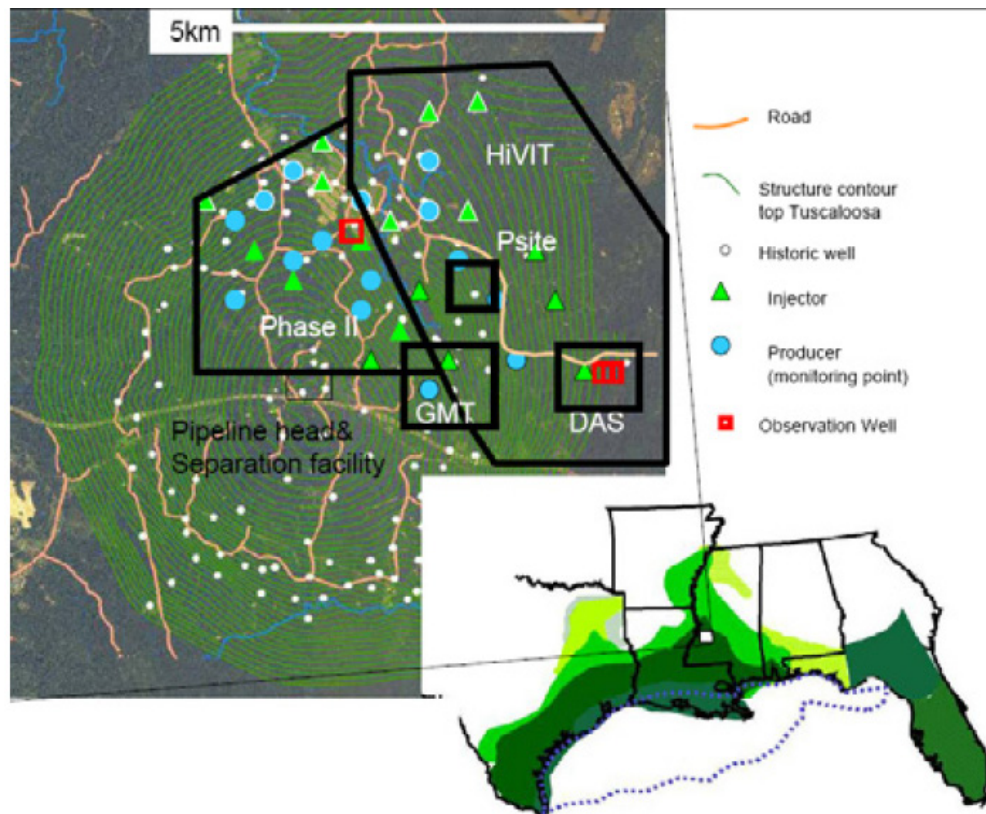 5km
HiVIT
Psite
Phase II
GMT
DAS
Pipeline head&
Separation facility
Road
Structure contour
top Tuscaloosa
Historic well
Injector
Producer
(monitoring point)
Observation Well